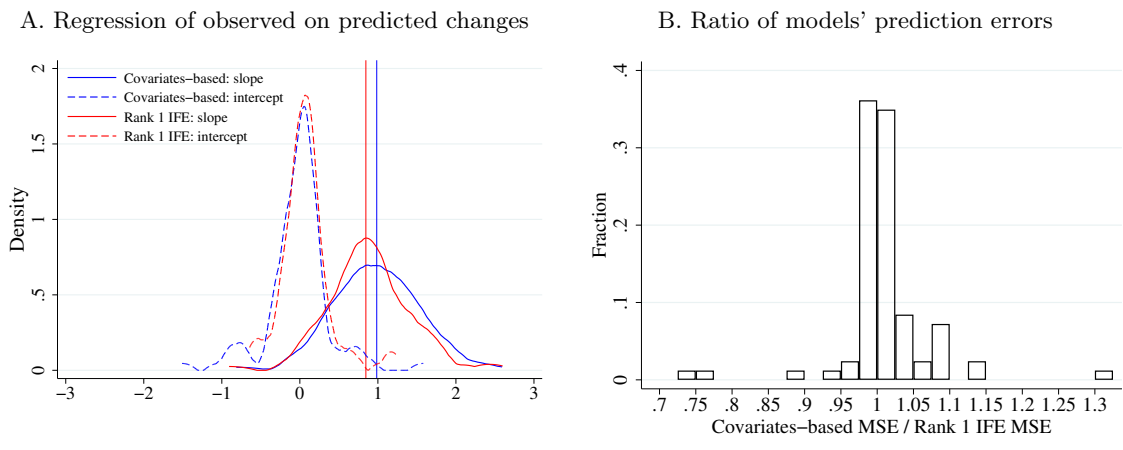 A. Regression of observed on predicted changes
2
1.5
1
.5
0
Density
Covariates−based: slope
Covariates−based: intercept
Rank 1 IFE: slope
Rank 1 IFE: intercept
−3 −2 −1 0 1 2 3
B. Ratio of models’ prediction errors
.4
.3
.2
.1
0
Fraction
.7 .75 .8 .85 .9 .95 1 1.05 1.1 1.15 1.2 1.25 1.3
Covariates−based MSE / Rank 1 IFE MSE